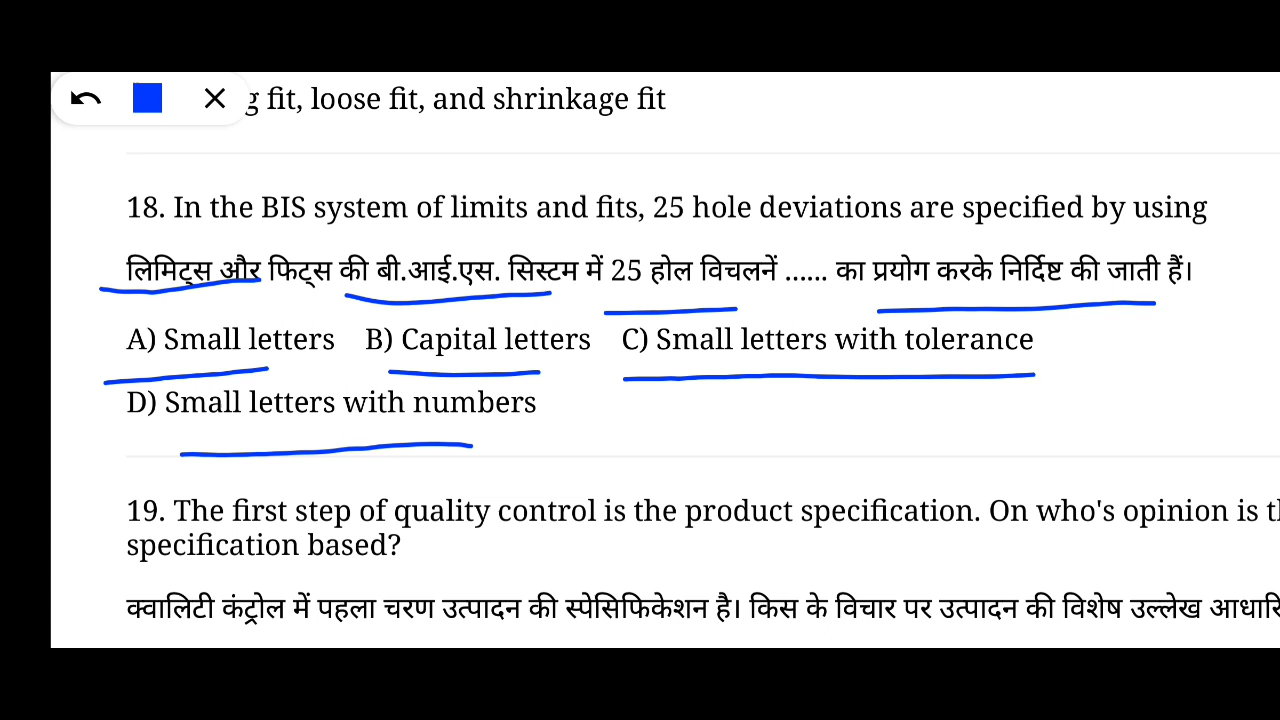 fit, loose fit, and shrinkage fit
18. In the BIS system of limits and fits, 25 hole deviations are specified by using
लिमिट्स और फिट्स की बी.आई.एस. सिस्टम में 25 होल विचलनें ...... का प्रयोग करके निर्दिष्ट की जाती हैं।
A) Small letters B) Capital letters C) Small letters with tolerance
D) Small letters with numbers
19. The first step of quality control is the product specification. On who's opinion is
specification based?
क्वालिटी कंट्रोल में पहला चरण उत्पादन की स्पेसिफिकेशन है। किस के विचार पर उत्पादन की विशेष उल्लेख